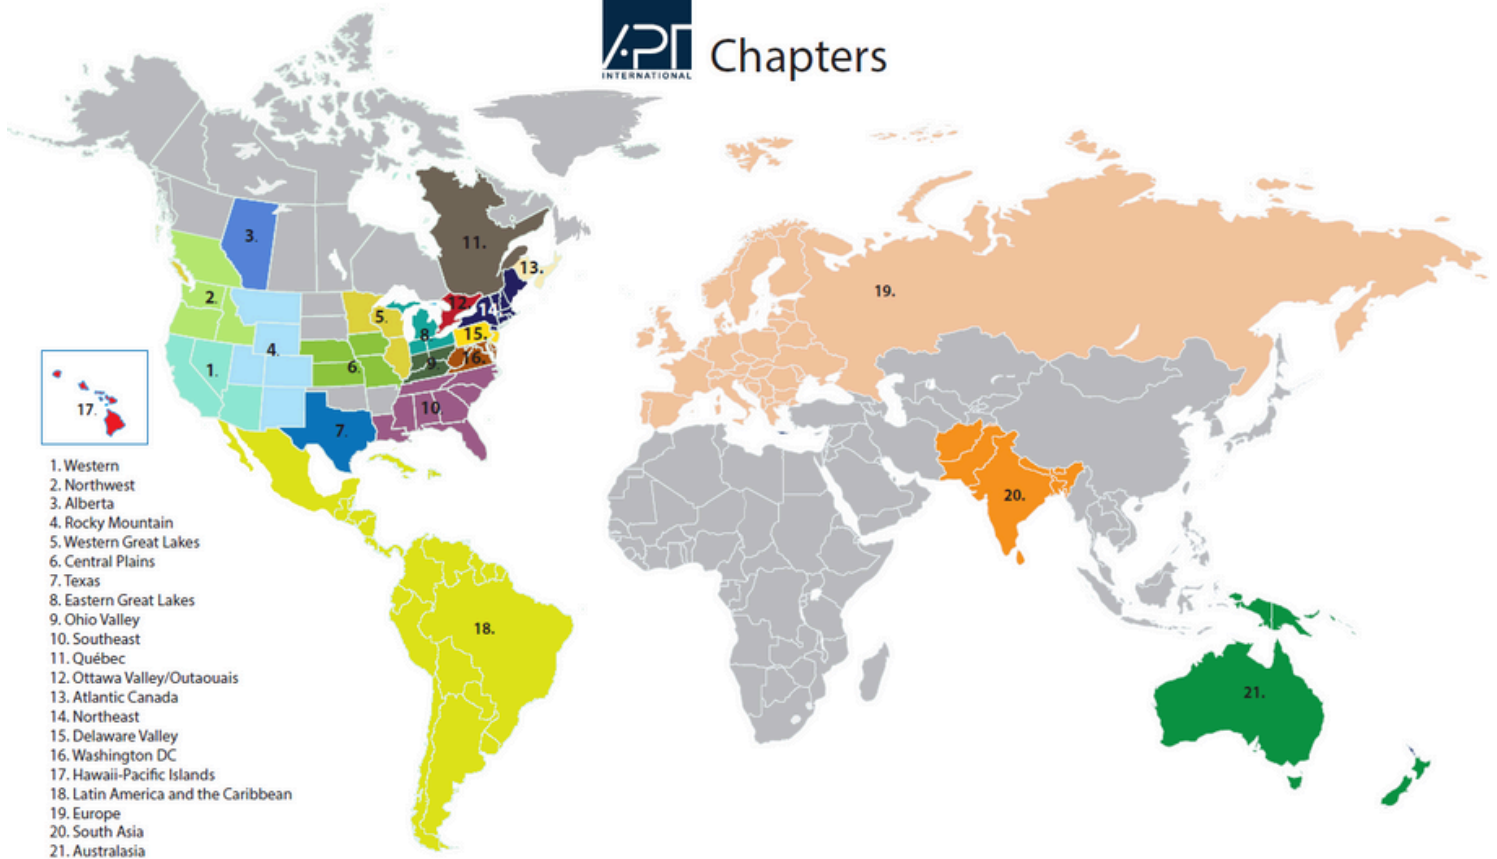 APT
INTERNATIONAL
Chapters
3.
11.
13.
2.
5.
12.
14
8
15.
4.
1.
6.
9.
16.
10.
7.
17.
19.
20.
18.
21.
1. Western
2. Northwest
3. Alberta
4. Rocky Mountain
5. Western Great Lakes
6. Central Plains
7. Texas
8. Eastern Great Lakes
9. Ohio Valley
10. Southeast
11. Québec
12. Ottawa Valley/Outaouais
13. Atlantic Canada
14. Northeast
15. Delaware Valley
16. Washington DC
17. Hawaii-Pacific Islands
18. Latin America and the Caribbean
19. Europe
20. South Asia
21. Australasia